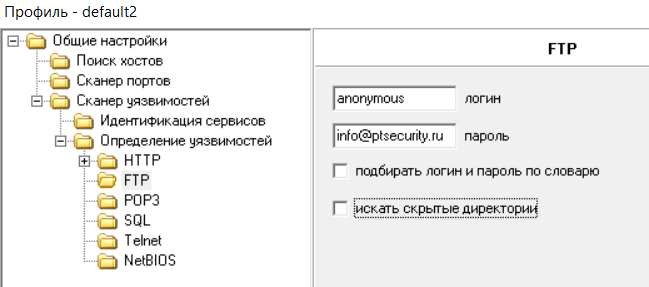 Профиль - default2
Общие настройки
Поиск хостов
Сканер портов
Сканер уязвимостей
Идентификация сервисов
Определение уязвимостей
HTTP
FTP
POP3
SQL
Telnet
NetBIOS
FTP
anonymous логин
info@ptsecurity.ru пароль
подбирать логин и пароль по словарю
искать скрытые директории